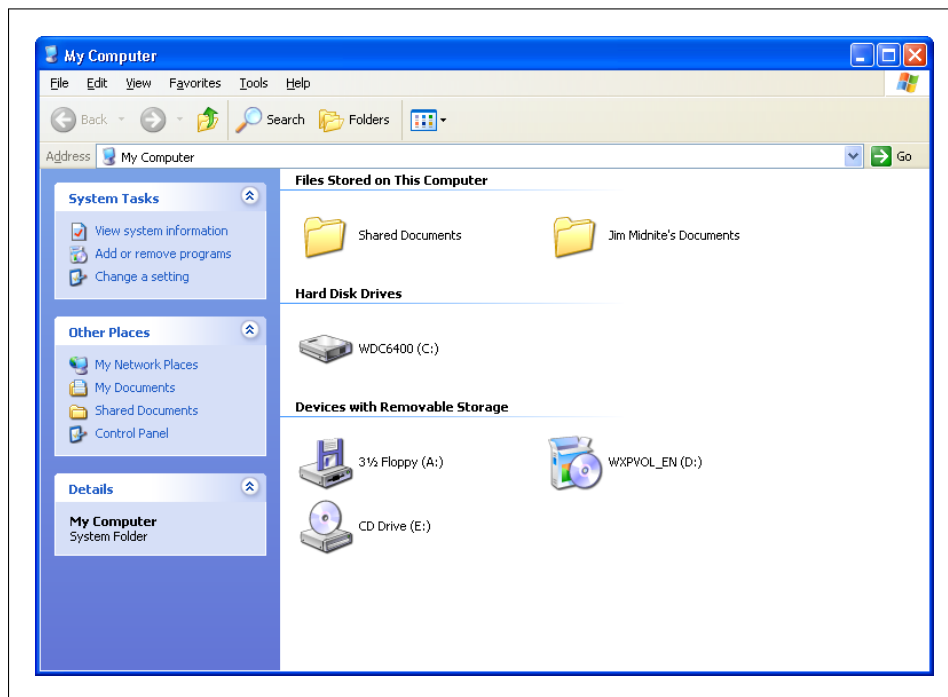 My Computer
File Edit View Favorites Tools Help
Back Search Folders
Address My Computer Go
System Tasks
View system information
Add or remove programs
Change a setting
Other Places
My Network Places
My Documents
Shared Documents
Control Panel
Details
My Computer
System Folder
Files Stored on This Computer
Shared Documents
Jim Midnite's Documents
Hard Disk Drives
WDC6400 (C:)
Devices with Removable Storage
3½ Floppy (A:)
WXPVOL_EN (D:)
CD Drive (E:)